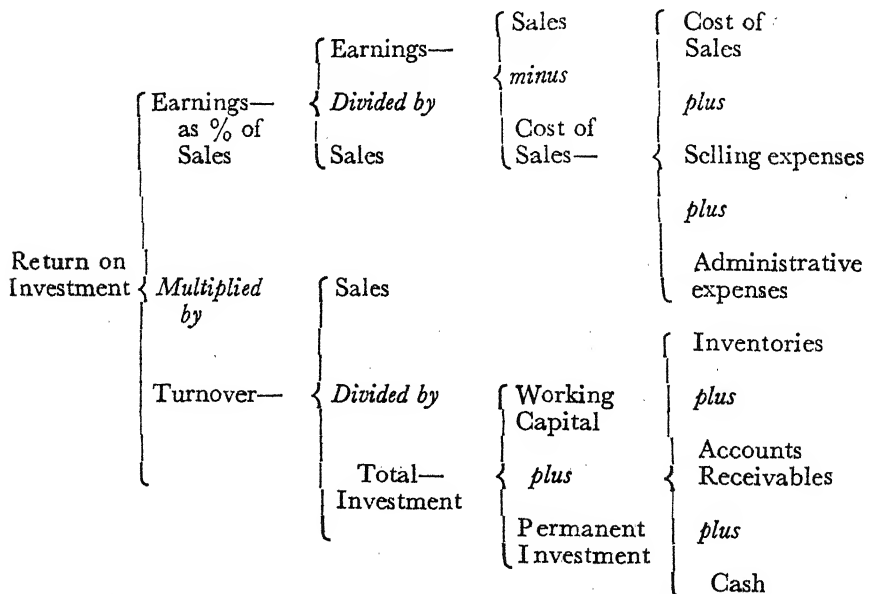 Return on
Investment
Earnings—
as % of
Sales
Multiplied
by
Turnover—
Earnings—
Divided by
Sales
Sales
Divided by
Total—
Investment
Sales
minus
Cost of
Sales—
Working
Capital
plus
Permanent
Investment
Cost of
Sales
plus
Sclling expenses
plus
Administrative
expenses
Inventories
plus
Accounts
Receivables
plus
Cash